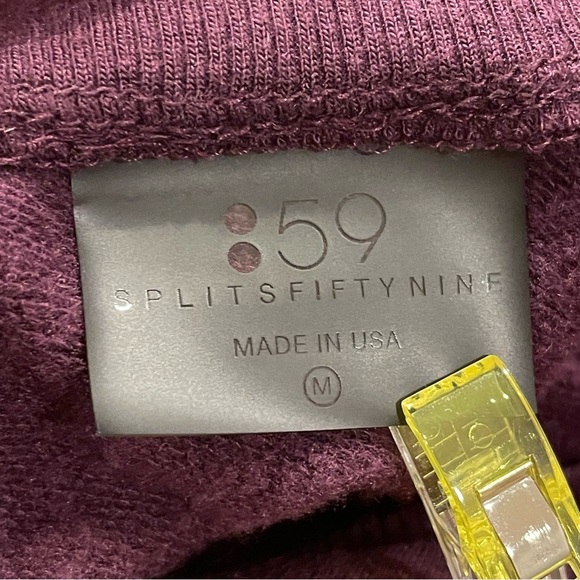 :59
SPLITSFIFTYNINE
MADE IN USA
M